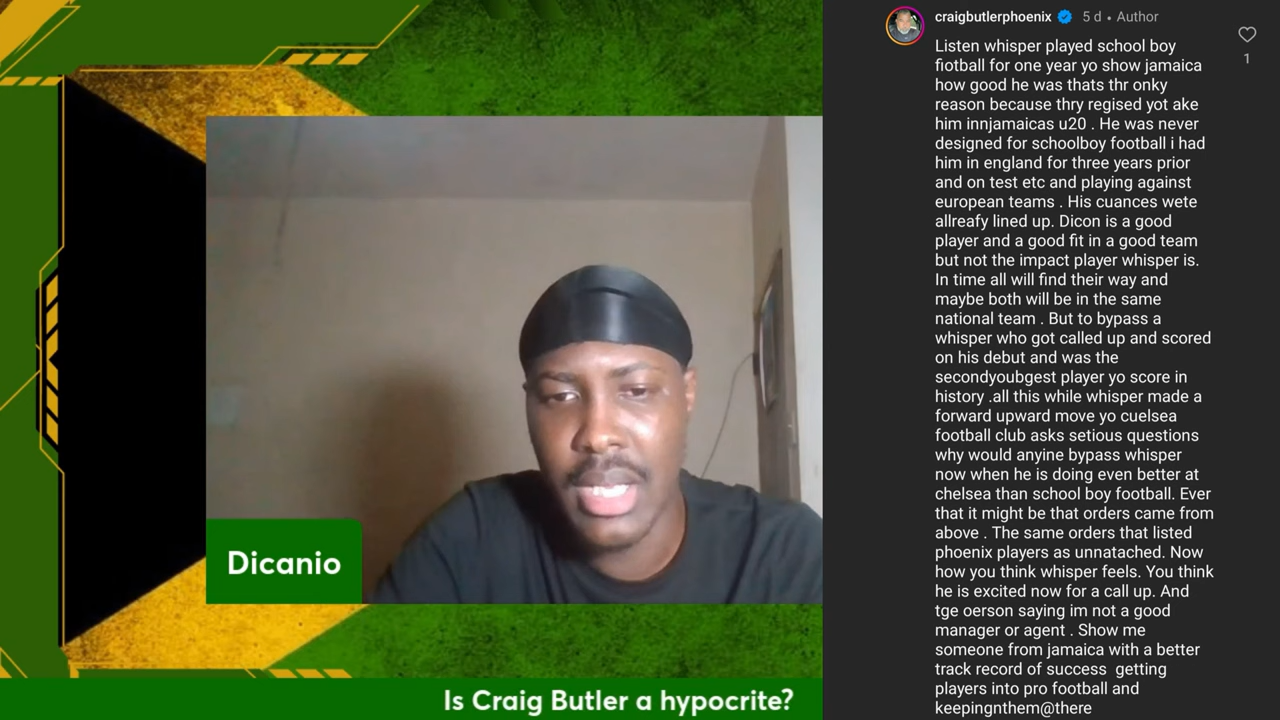 craigbutlerphoenix 5 d • Author
Listen whisper played school boy
fiotball for one year yo show jamaica
how good he was thats thr onky
reason because thry regised yot ake
him innjamaicas u20 . He was never
designed for schoolboy football i had
him in england for three years prior
and on test etc and playing against
european teams . His cuances wete
allreafy lined up. Dicon is a good
player and a good fit in a good team
but not the impact player whisper is.
In time all will find their way and
maybe both will be in the same
national team . But to bypass a
whisper who got called up and scored
on his debut and was the
secondyoubgest player yo score in
history .all this while whisper made a
forward upward move yo cuelsea
football club asks setious questions
why would anyine bypass whisper
now when he is doing even better at
chelsea than school boy football. Ever
that it might be that orders came from
above . The same orders that listed
phoenix players as unnatached. Now
how you think whisper feels. You think
he is excited now for a call up. And
tge oerson saying im not a good
manager or agent . Show me
someone from jamaica with a better
track record of success getting
players into pro football and
keepingnthem@there
1
Dicanio
Is Craig Butler a hypocrite?